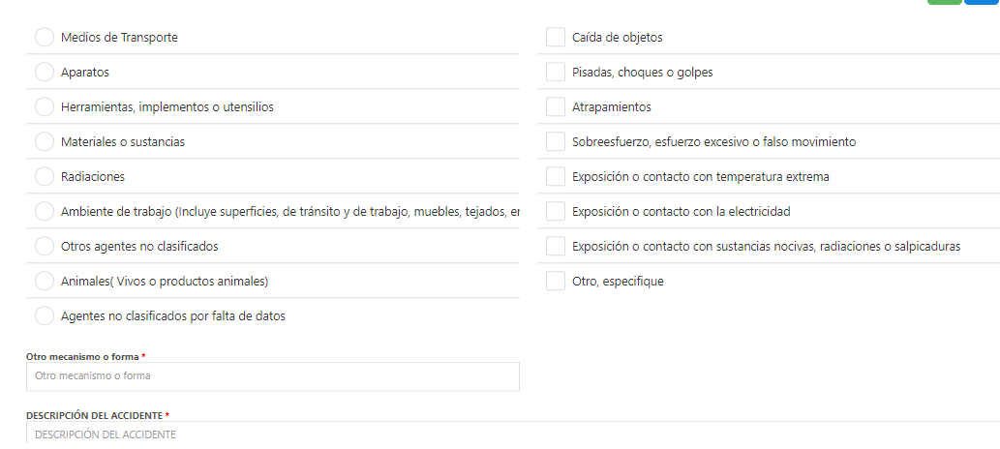 Medios de Transporte
Aparatos
Herramientas, implementos o utensilios
Materiales o sustancias
Radiaciones
Ambiente de trabajo (Incluye superficies, de tránsito y de trabajo, muebles, tejados, en
Otros agentes no clasificados
Animales( Vivos o productos animales)
Agentes no clasificados por falta de datos
Caída de objetos
Pisadas, choques o golpes
Atrapamientos
Sobreesfuerzo, esfuerzo excesivo o falso movimiento
Exposición o contacto con temperatura extrema
Exposición o contacto con la electricidad
Exposición o contacto con sustancias nocivas, radiaciones o salpicaduras
Otro, especifique
Otro mecanismo o forma *
Otro mecanismo o forma
DESCRIPCIÓN DEL ACCIDENTE *
DESCRIPCIÓN DEL ACCIDENTE